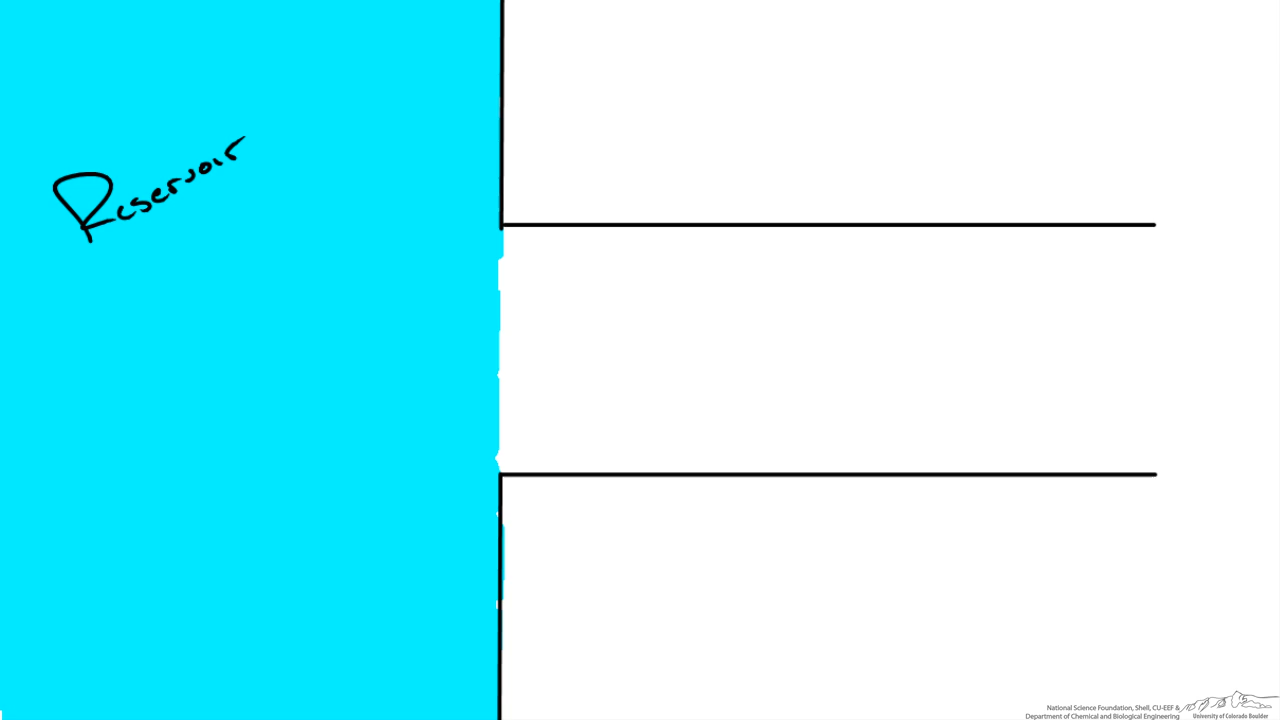 Reservoir
National Science Foundation, Shell, CU-EEF &
Department of Chemical and Biological Engineering
University of Colorado Boulder